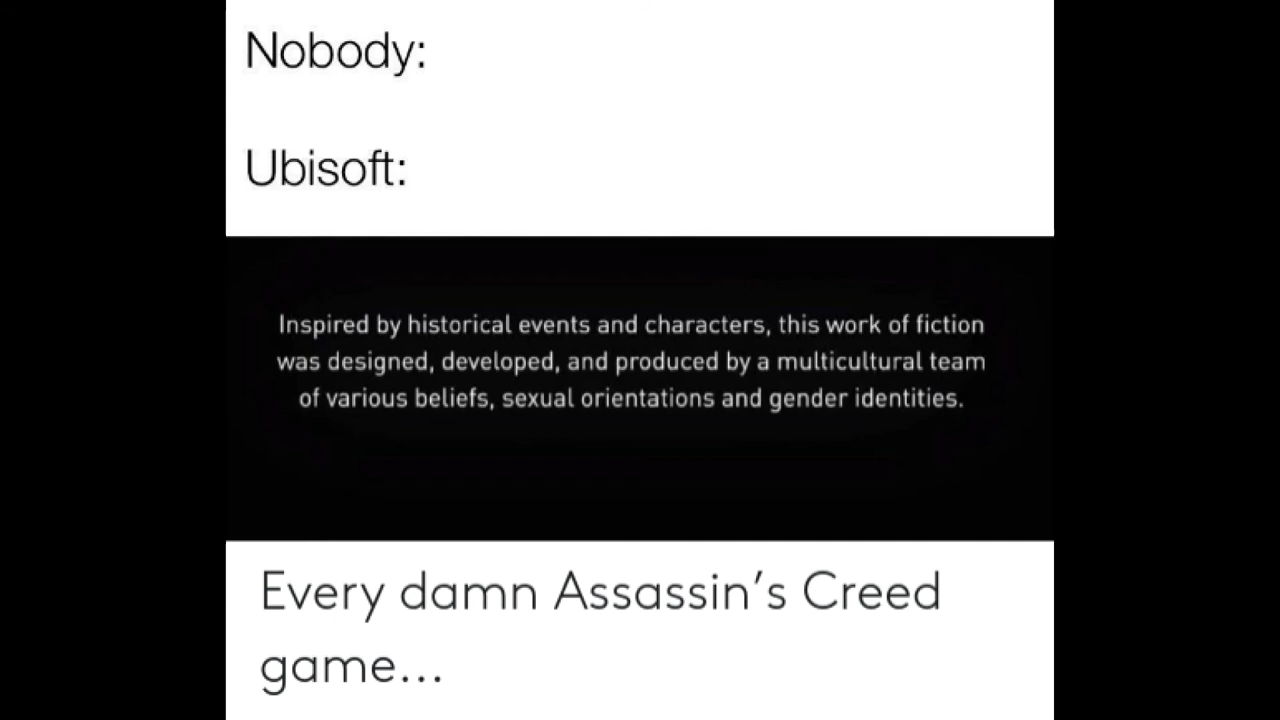 Nobody:
Ubisoft:
Inspired by historical events and characters, this work of fiction
was designed, developed, and produced by a multicultural team
of various beliefs, sexual orientations and gender identities.
Every damn Assassin’s Creed
game...